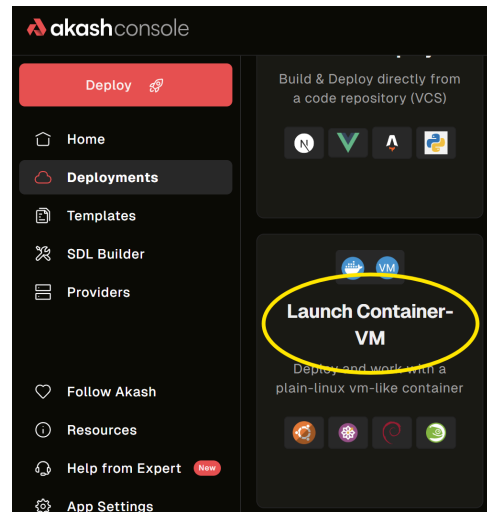 akashconsole
Deploy
Home
Deployments
Templates
SDL Builder
Providers
Follow Akash
Resources
Help from Expert New
App Settings
Build & Deploy directly from
a code repository (VCS)
N
VM
Launch Container-
VM
Deploy and work with a
plain-linux vm-like container